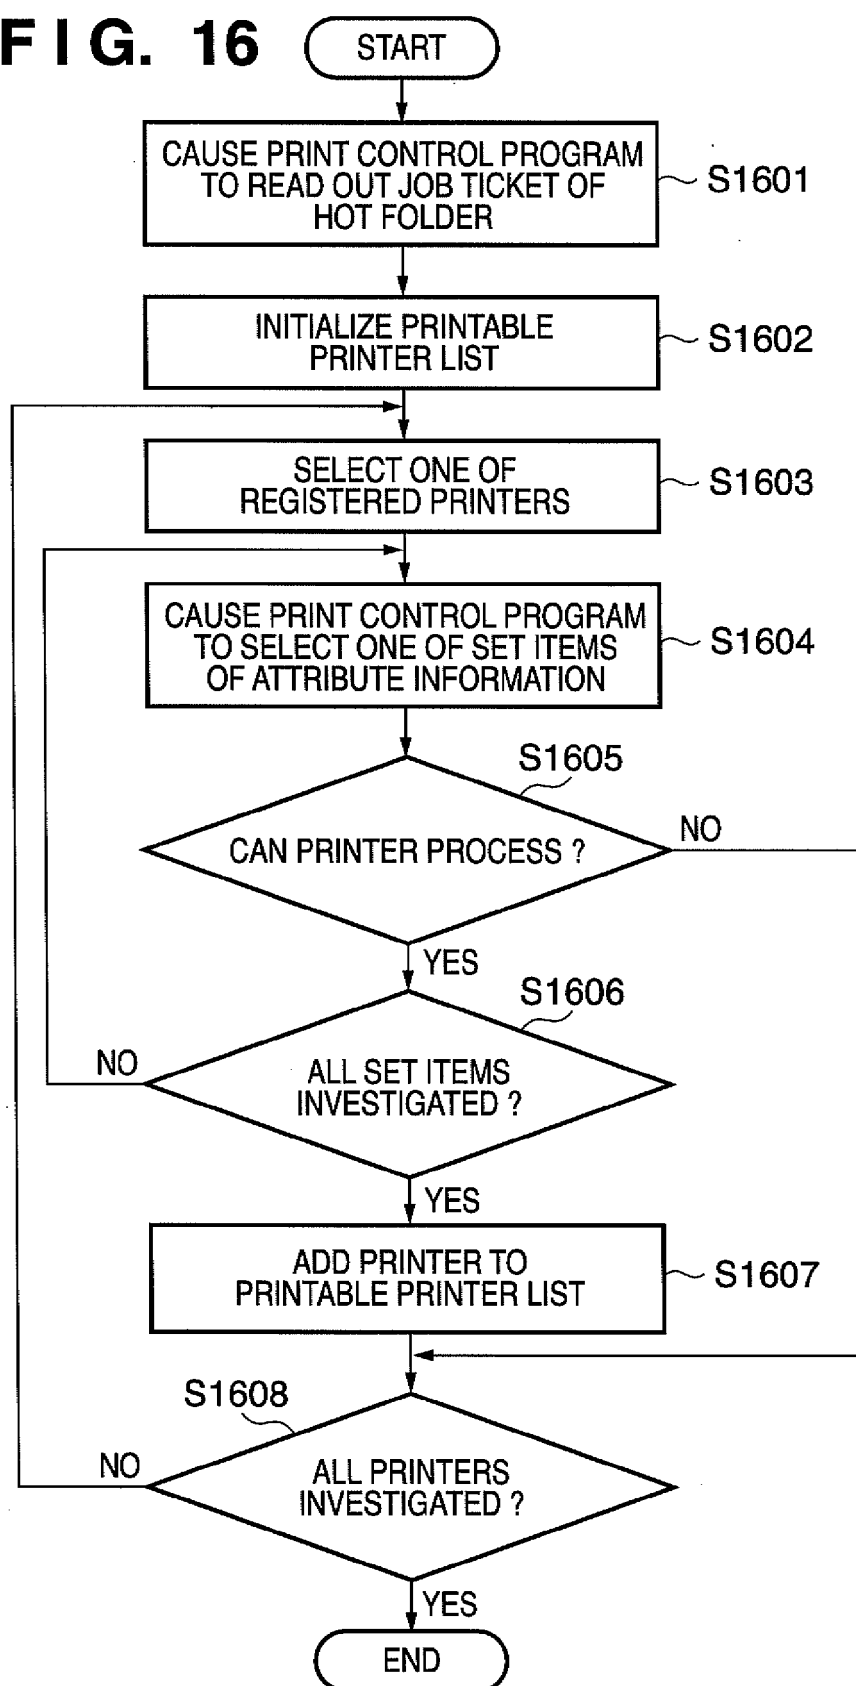 FIG. 16
START
CAUSE PRINT CONTROL PROGRAM
TO READ OUT JOB TICKET OF
HOT FOLDER
S1601
INITIALIZE PRINTABLE
PRINTER LIST
S1602
SELECT ONE OF
REGISTERED PRINTERS
S1603
CAUSE PRINT CONTROL PROGRAM
TO SELECT ONE OF SET ITEMS
OF ATTRIBUTE INFORMATION
S1604
S1605
CAN PRINTER PROCESS ?
NO
YES
S1606
NO
ALL SET ITEMS
INVESTIGATED ?
YES
ADD PRINTER TO
PRINTABLE PRINTER LIST
S1607
S1608
NO
ALL PRINTERS
INVESTIGATED ?
YES
END